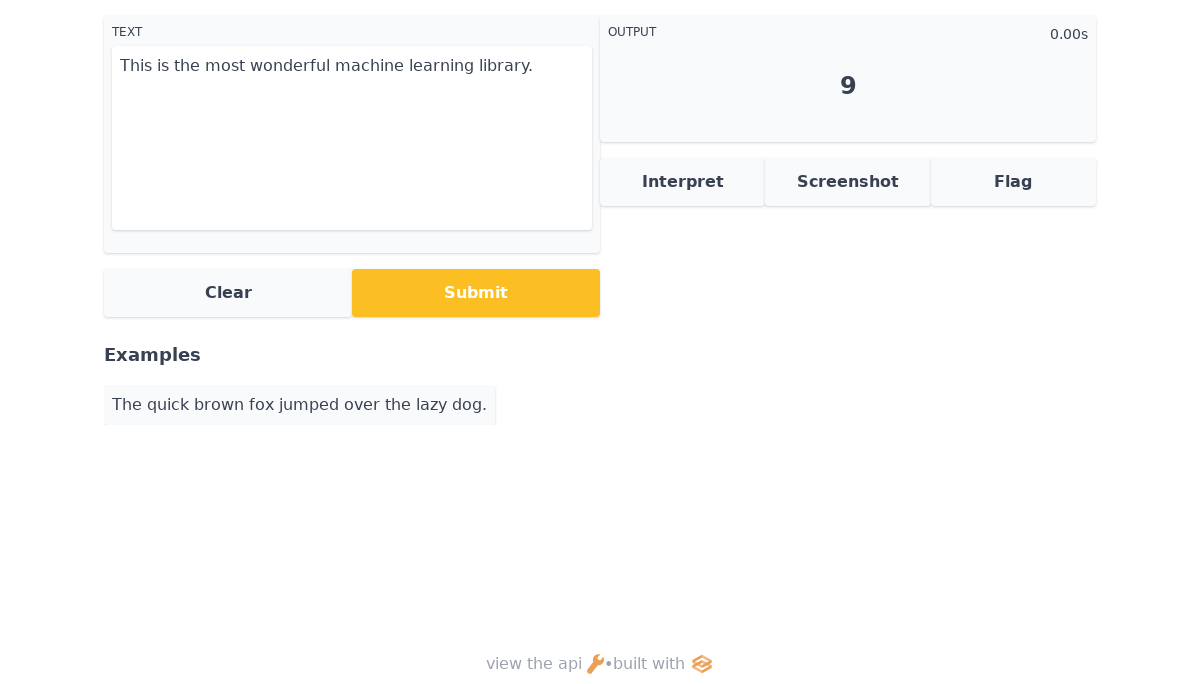 TEXT
This is the most wonderful machine learning library.
OUTPUT
0.00s
9
Interpret
Screenshot
Flag
Clear
Submit
Examples
The quick brown fox jumped over the lazy dog.
view the api •built with